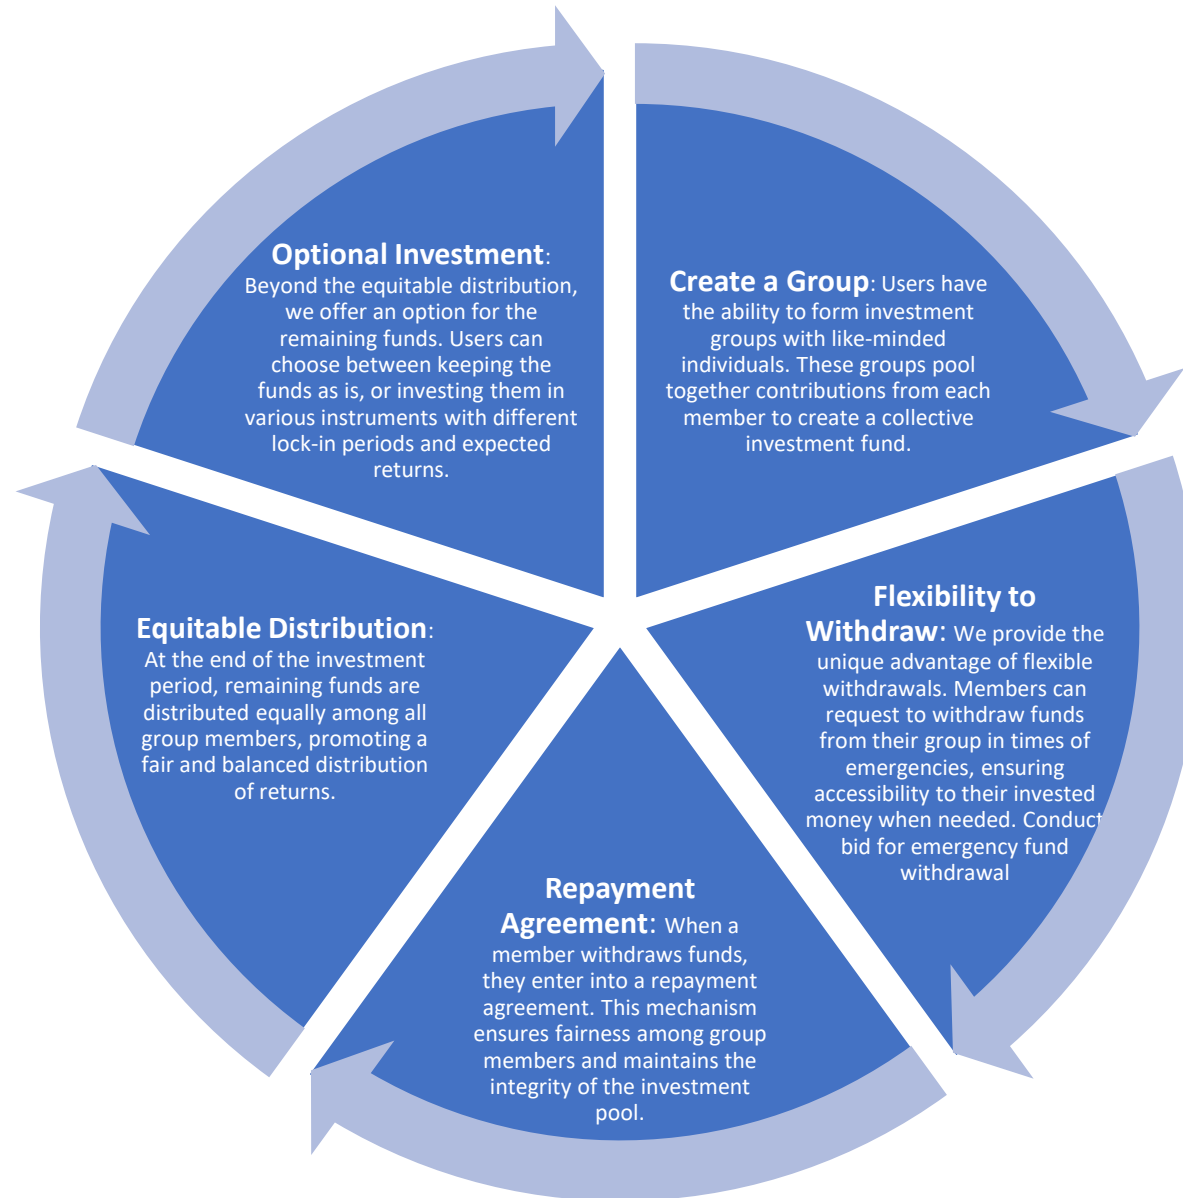 Create a Group: Users have
the ability to form investment
groups with like-minded
individuals. These groups pool
together contributions from each
member to create a collective
investment fund.
Flexibility to
Withdraw: We provide the
unique advantage of flexible
withdrawals. Members can
request to withdraw funds
from their group in times of
emergencies, ensuring
accessibility to their invested
money when needed. Conduct
bid for emergency fund
withdrawal
Repayment
Agreement: When a
member withdraws funds,
they enter into a repayment
agreement. This mechanism
ensures fairness among group
members and maintains the
integrity of the investment
pool.
Equitable Distribution:
At the end of the investment
period, remaining funds are
distributed equally among all
group members, promoting a
fair and balanced distribution
of returns.
Optional Investment:
Beyond the equitable distribution,
we offer an option for the
remaining funds. Users can
choose between keeping the
funds as is, or investing them in
various instruments with different
lock-in periods and expected
returns.